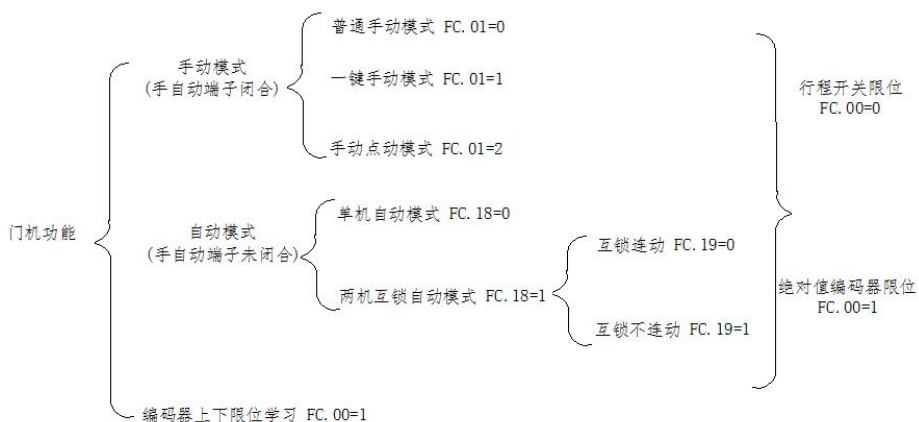 普通手动模式 FC.01=0
手动模式
(手自动端子闭合)
一键手动模式 FC.01=1
行程开关限位
FC.00=0
手动点动模式 FC.01=2
门机功能
自动模式
(手自动端子未闭合)
单机自动模式 FC.18=0
互锁连动 FC.19=0
两机互锁自动模式 FC.18=1
绝对值编码器限位
FC.00=1
互锁不连动 FC.19=1
编码器上下限位学习 FC.00=1